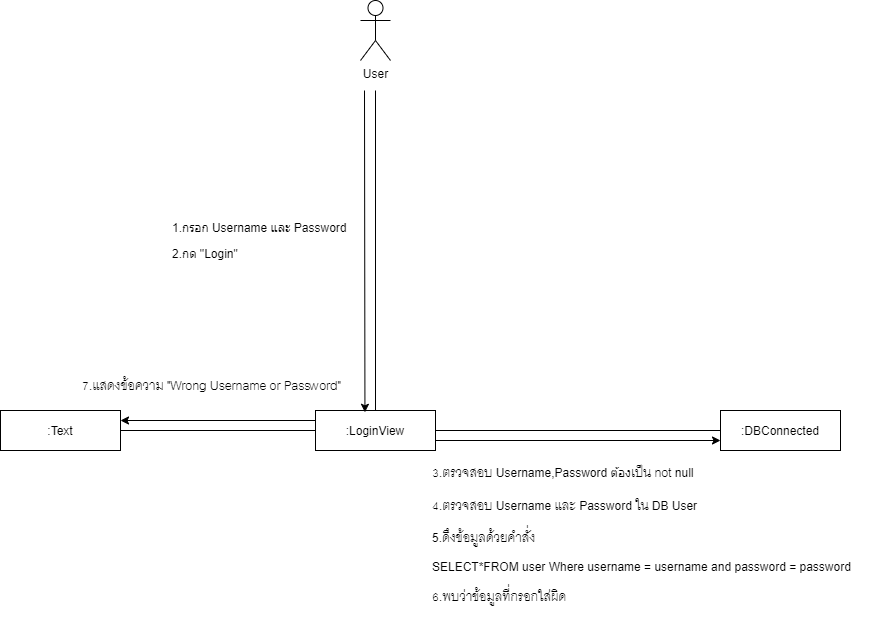 User
1.กรอก Username และ Password
2.กด "Login"
7.แสดงข้อความ "Wrong Username or Password"
:Text
:LoginView
:DBConnected
3.ตรวจสอบ Username,Password ต้องเป็น not null
4.ตรวจสอบ Username และ Password ใน DB User
5.ดึงข้อมูลด้วยคำสั่ง
SELECT*FROM user Where username = username and password = password
6.พบว่าข้อมูลที่กรอกใส่ผิด